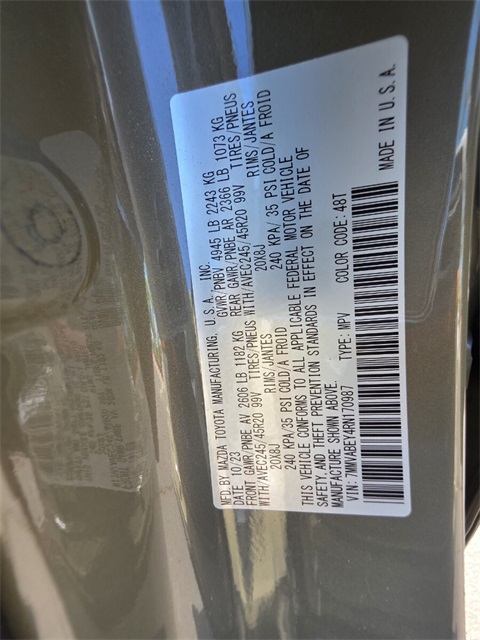 MFD.BY MAZDA TOYOTA MANUFACTURING, U.S.A., INC.
DATE: 10/23 GVWR/PNBV 4945 LB 2243 KG
FRONT GAWR/PNBE AV 2606 LB 1182 KG REAR GAWR/PNBE AR 2366 LB 1073 KG
WITH/AVEC245/45R20 99V TIRES/PNEUS WITH/AVEC245/45R20 99V TIRES/PNEUS
20X8J RIMS/JANTES 20X8J RIMS/JANTES
240 KPA/35 PSI COLD/A FROID 240 KPA/35 PSI COLD/A FROID
THIS VEHICLE CONFORMS TO ALL APPLICABLE FEDERAL MOTOR VEHICLE
SAFETY AND THEFT PREVENTION STANDARDS IN EFFECT ON THE DATE OF
MANUFACTURE SHOWN ABOVE.
VIN: 7MMVABEY4RN170987 TYPE: MPV COLOR CODE: 48T
MADE IN U.S.A.